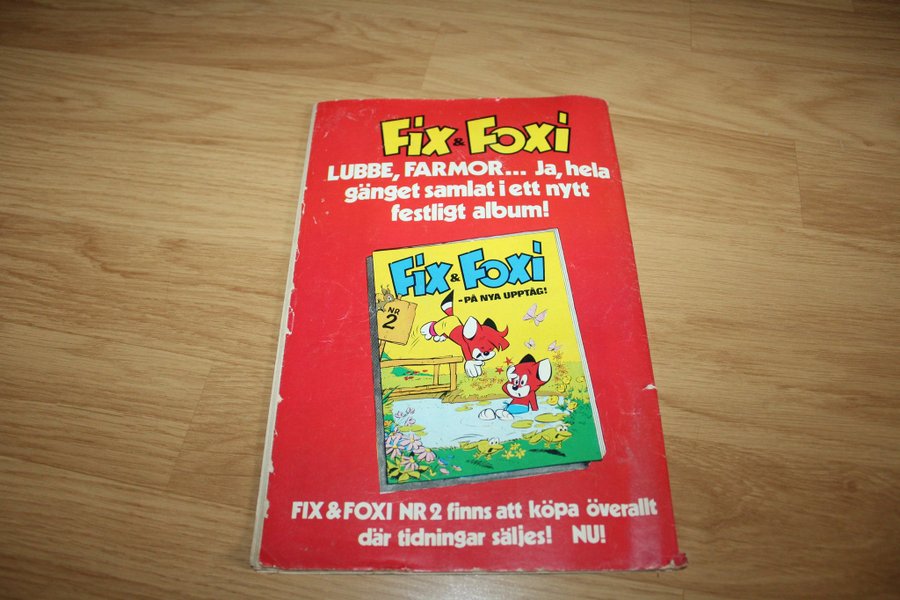 Fix & Foxi
LUBBE, FARMOR... Ja, hela
gänget samlat i ett nytt
festligt album!
Fix & Foxi
-PÅ NYA UPPTÅG!
NR
2
FIX & FOXI NR 2 finns att köpa överallt
där tidningar säljes! NU!